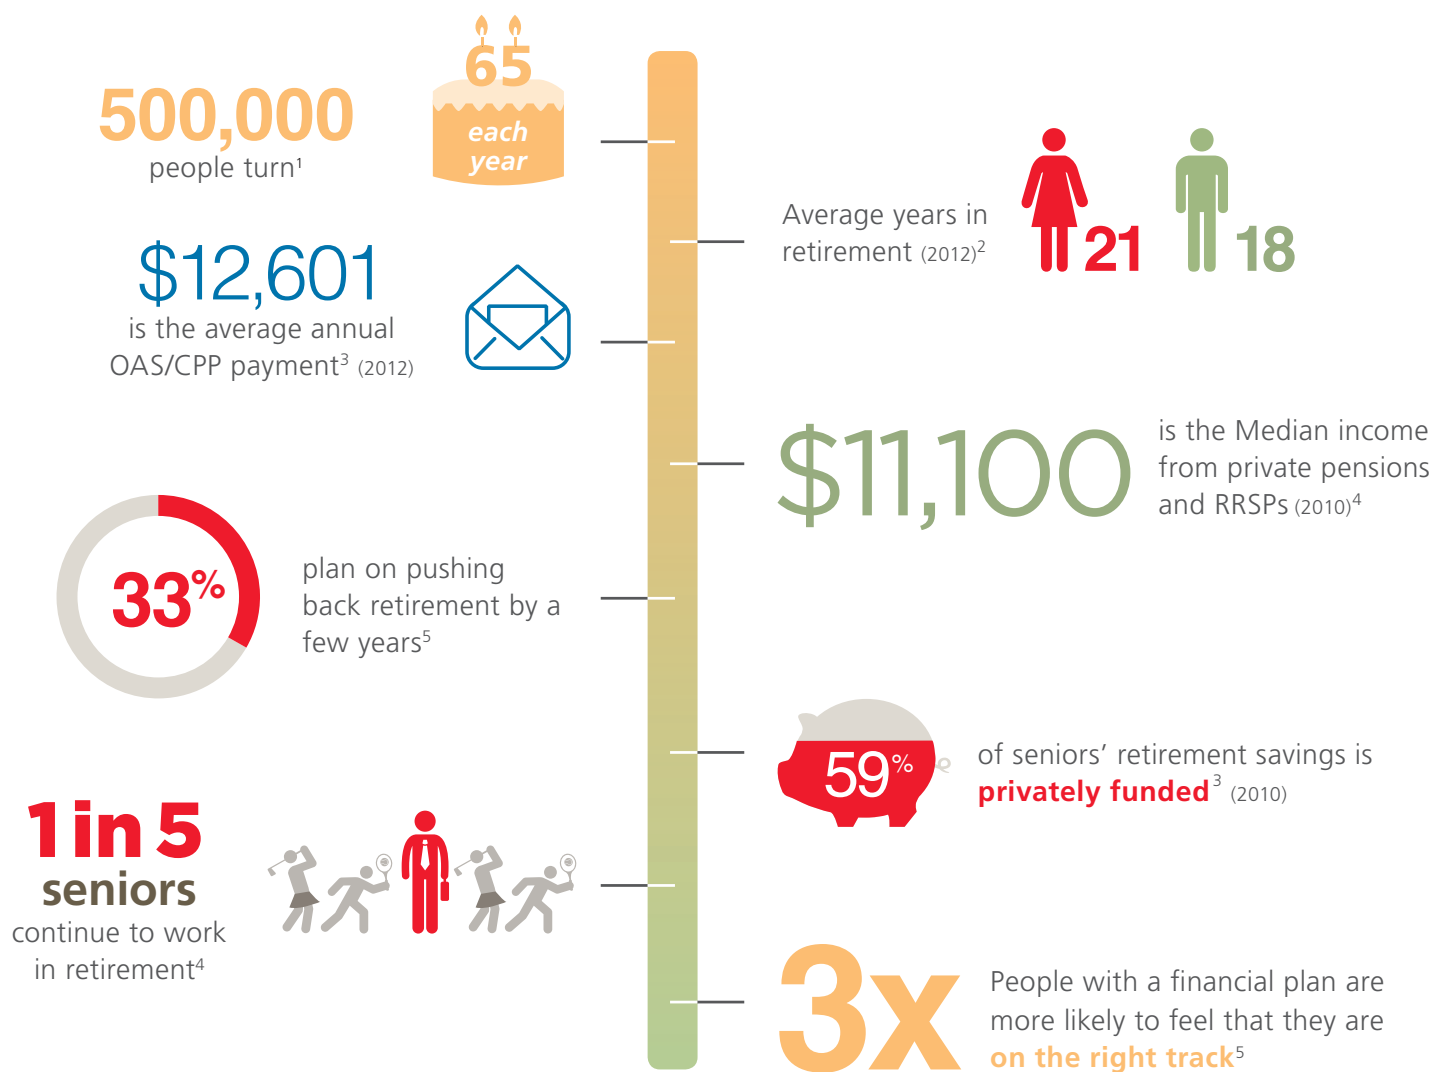 65
500,000
people turn¹
each
year
Average years in
retirement (2012)²
21
18
$12,601
is the average annual
OAS/CPP payment³ (2012)
$11,100
is the Median income
from private pensions
and RRSPs (2010)⁴
33%
plan on pushing
back retirement by a
few years⁵
59%
of seniors’ retirement savings is
privately funded³ (2010)
1 in 5
seniors
continue to work
in retirement⁴
3x
People with a financial plan are
more likely to feel that they are
on the right track⁵